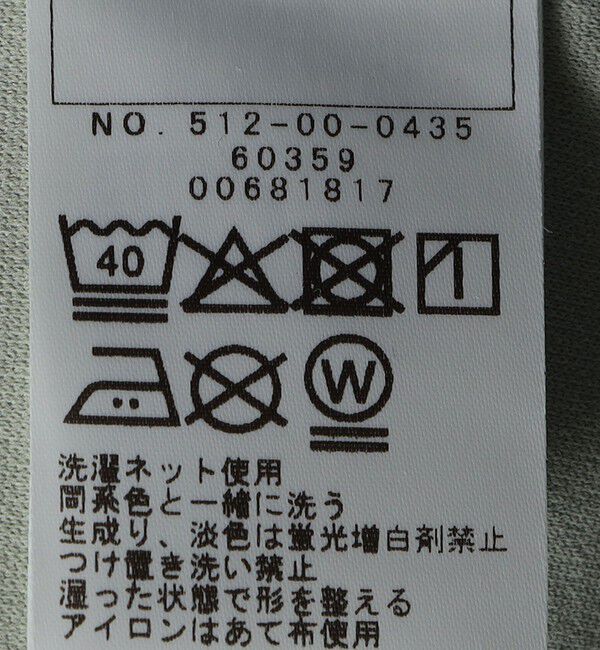 NO. 512-00-0435
60359
00681817
40
W
洗濯ネット使用
同系色と一緒に洗う
生成り、淡色は蛍光増白剤禁止
つけ置き洗い禁止
湿った状態で形を整える
アイロンはあて布使用